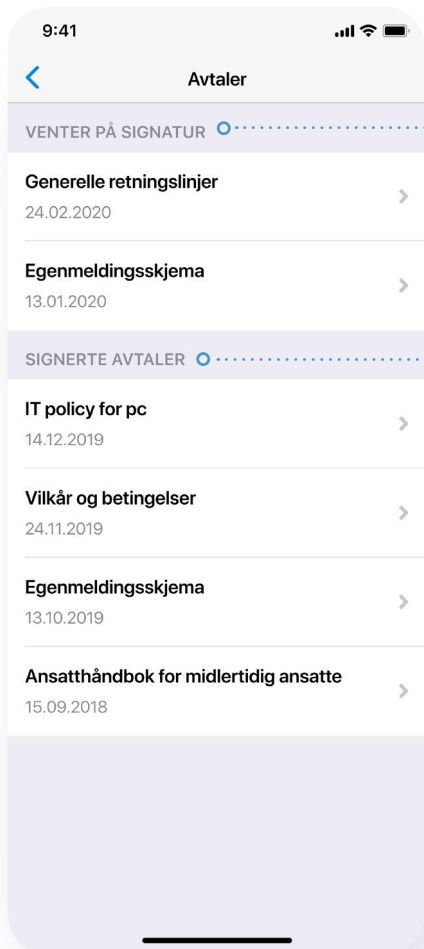 9:41
Avtaler
VENTER PÅ SIGNATUR
Generelle retningslinjer
24.02.2020
Egenmeldingsskjema
13.01.2020
SIGNERTE AVTALER
IT policy for pc
14.12.2019
Vilkår og betingelser
24.11.2019
Egenmeldingsskjema
13.10.2019
Ansatthåndbok for midlertidig ansatte
15.09.2018